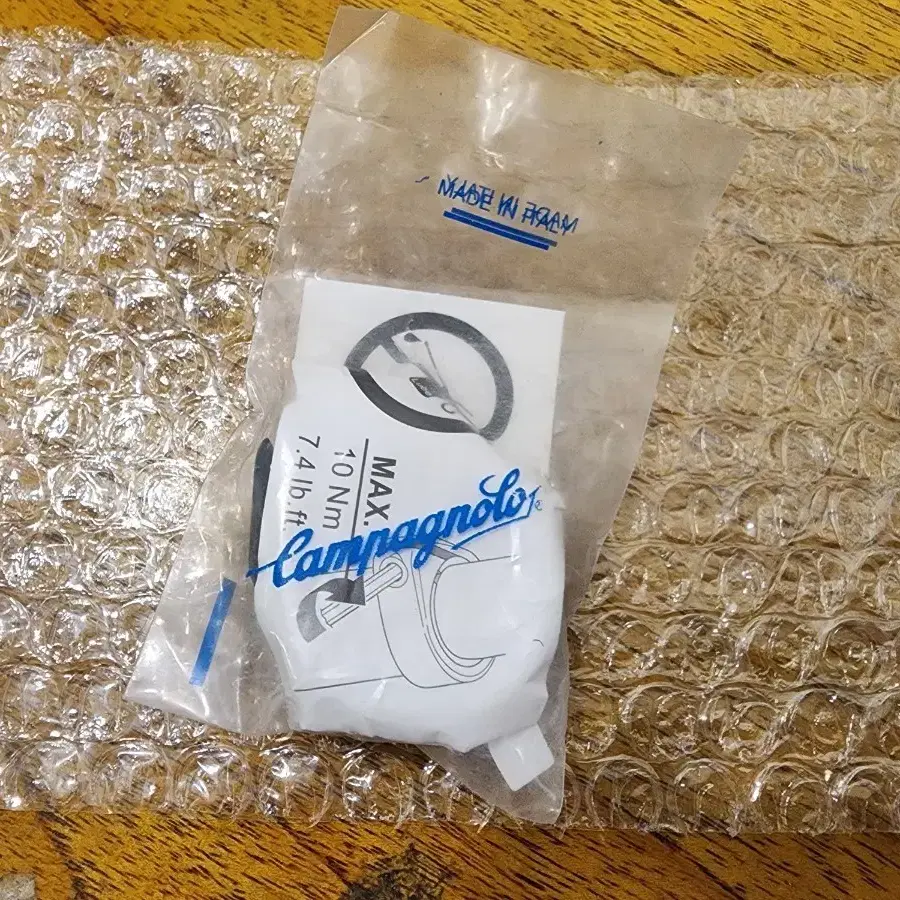 MADE IN ITALY
MAX.
10 Nm
7.4 lb.ft.
Campagnolo